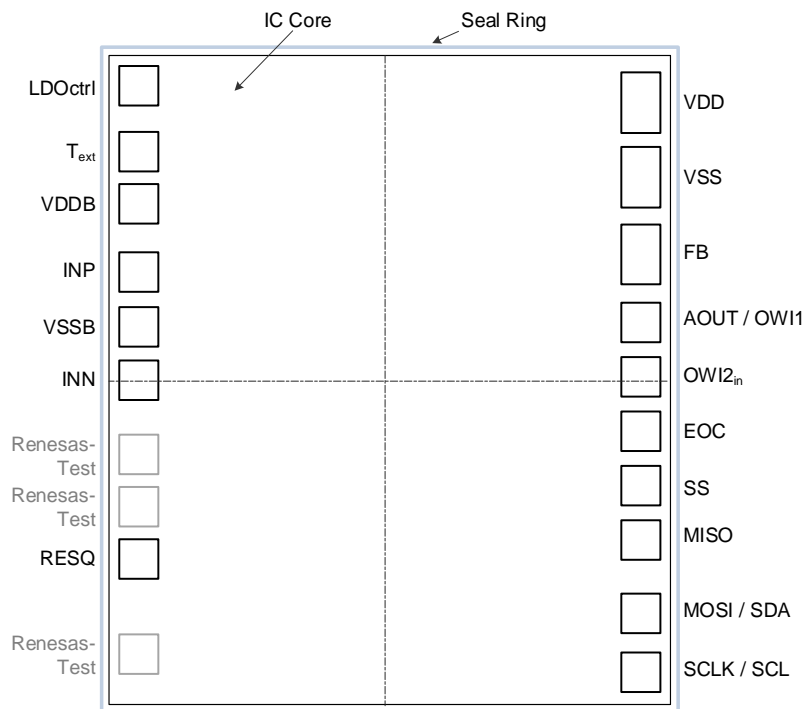 IC Core
Seal Ring
LDOctrl
Text
VDDB
INP
VSSB
INN
Renesas-
Test
Renesas-
Test
RESQ
Renesas-
Test
VDD
VSS
FB
AOUT / OWI1
OWI2in
EOC
SS
MISO
MOSI / SDA
SCLK / SCL